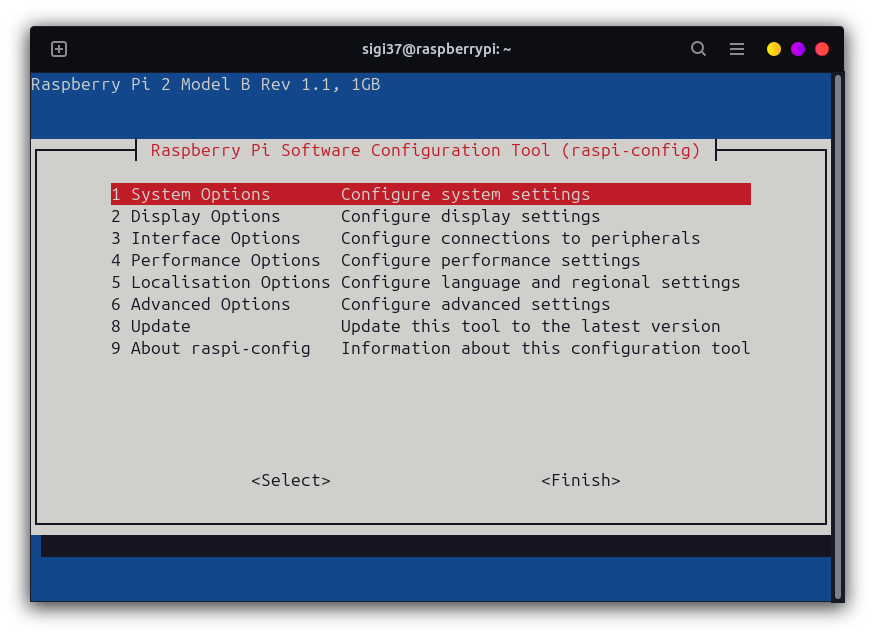 sigi37@raspberrypi: ~
Raspberry Pi 2 Model B Rev 1.1, 1GB
Raspberry Pi Software Configuration Tool (raspi-config)
1 System Options Configure system settings
2 Display Options Configure display settings
3 Interface Options Configure connections to peripherals
4 Performance Options Configure performance settings
5 Localisation Options Configure language and regional settings
6 Advanced Options Configure advanced settings
8 Update Update this tool to the latest version
9 About raspi-config Information about this configuration tool
<Select> <Finish>